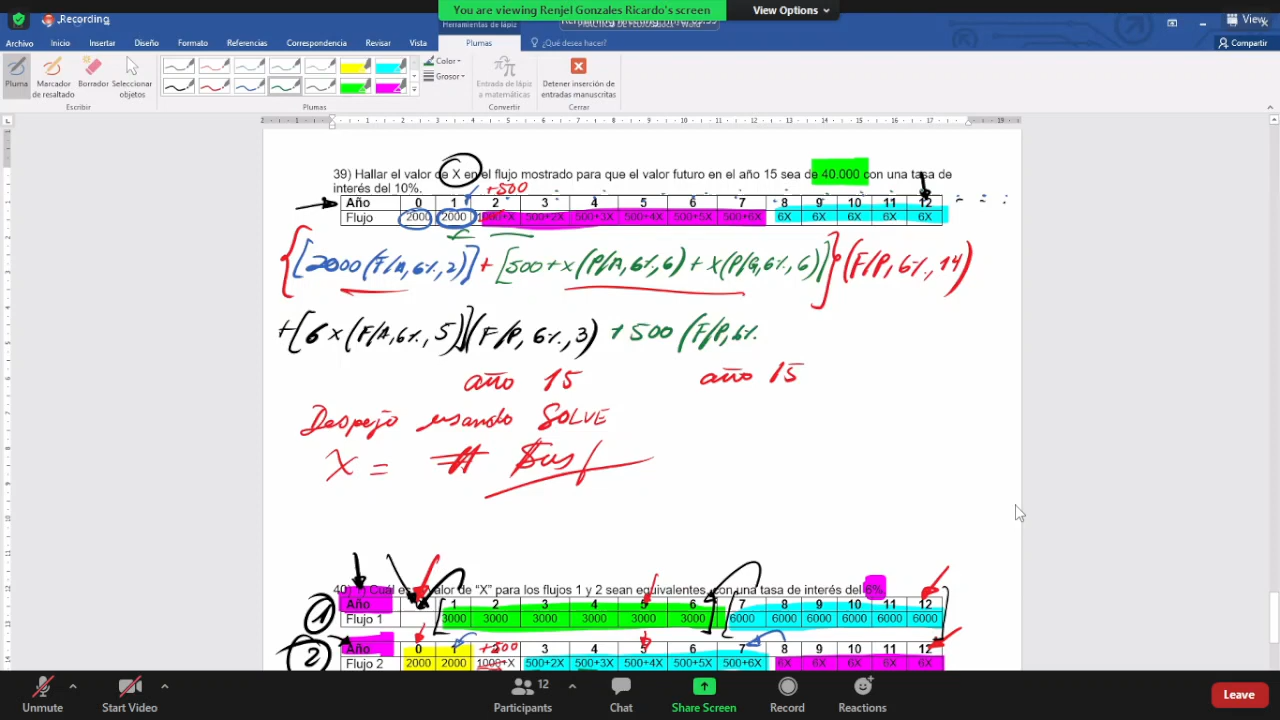 You are viewing Renjel Gonzales Ricardo's screen View Options
Recording
Herramientas de lápiz
View
Archivo Inicio Insertar Diseño Formato Referencias Correspondencia Revisar Vista Plumas ¿Qué desea hacer? Compartir
Pluma Marcador de resaltado Borrador Seleccionar objetos
Color
Grosor
Entrada de lápiz a matemáticas
Detener inserción de entradas manuscritas
Escribir Plumas Convertir Cerrar
39) Hallar el valor de X en el flujo mostrado para que el valor futuro en el año 15 sea de 40.000 con una tasa de
interés del 10%.
+500
Año 0 1 2 3 4 5 6 7 8 9 10 11 12
Flujo 2000 2000 1000+X 500+2X 500+3X 500+4X 500+5X 500+6X 6X 6X 6X 6X 6X
{[2000(F/A,6%,2)] + [500+x(P/A,6%,6)+x(P/G,6%,6)]}(F/P,6%,14)
+[6x(F/A,6%,5)](F/P,6%,3) +500(F/P,6%
año 15 año 15
Despejo usando SOLVE
X = # $us
40) 1) Cuál es el valor de "X" para los flujos 1 y 2 sean equivalentes, con una tasa de interés del 6%
1
Año 1 2 3 4 5 6 7 8 9 10 11 12
Flujo 1 3000 3000 3000 3000 3000 3000 6000 6000 6000 6000 6000 6000
+500
2
Año 0 1 2 3 4 5 6 7 8 9 10 11 12
Flujo 2 2000 2000 1000+X 500+2X 500+3X 500+4X 500+5X 500+6X 6X 6X 6X 6X 6X
Unmute Start Video 12 Participants Chat Share Screen Record Reactions Leave